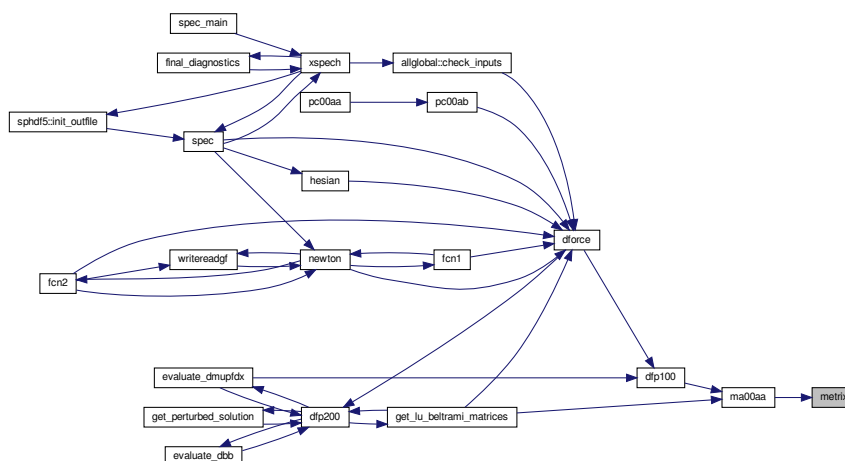 spec_main
final_diagnostics
xspech
allglobal::check_inputs
pc00aa
pc00ab
sphdf5::init_outfile
spec
hesian
dforce
writereadgf
newton
fcn1
fcn2
evaluate_dmupfdx
dfp100
ma00aa
metrix
get_perturbed_solution
dfp200
get_lu_beltrami_matrices
evaluate_dbb